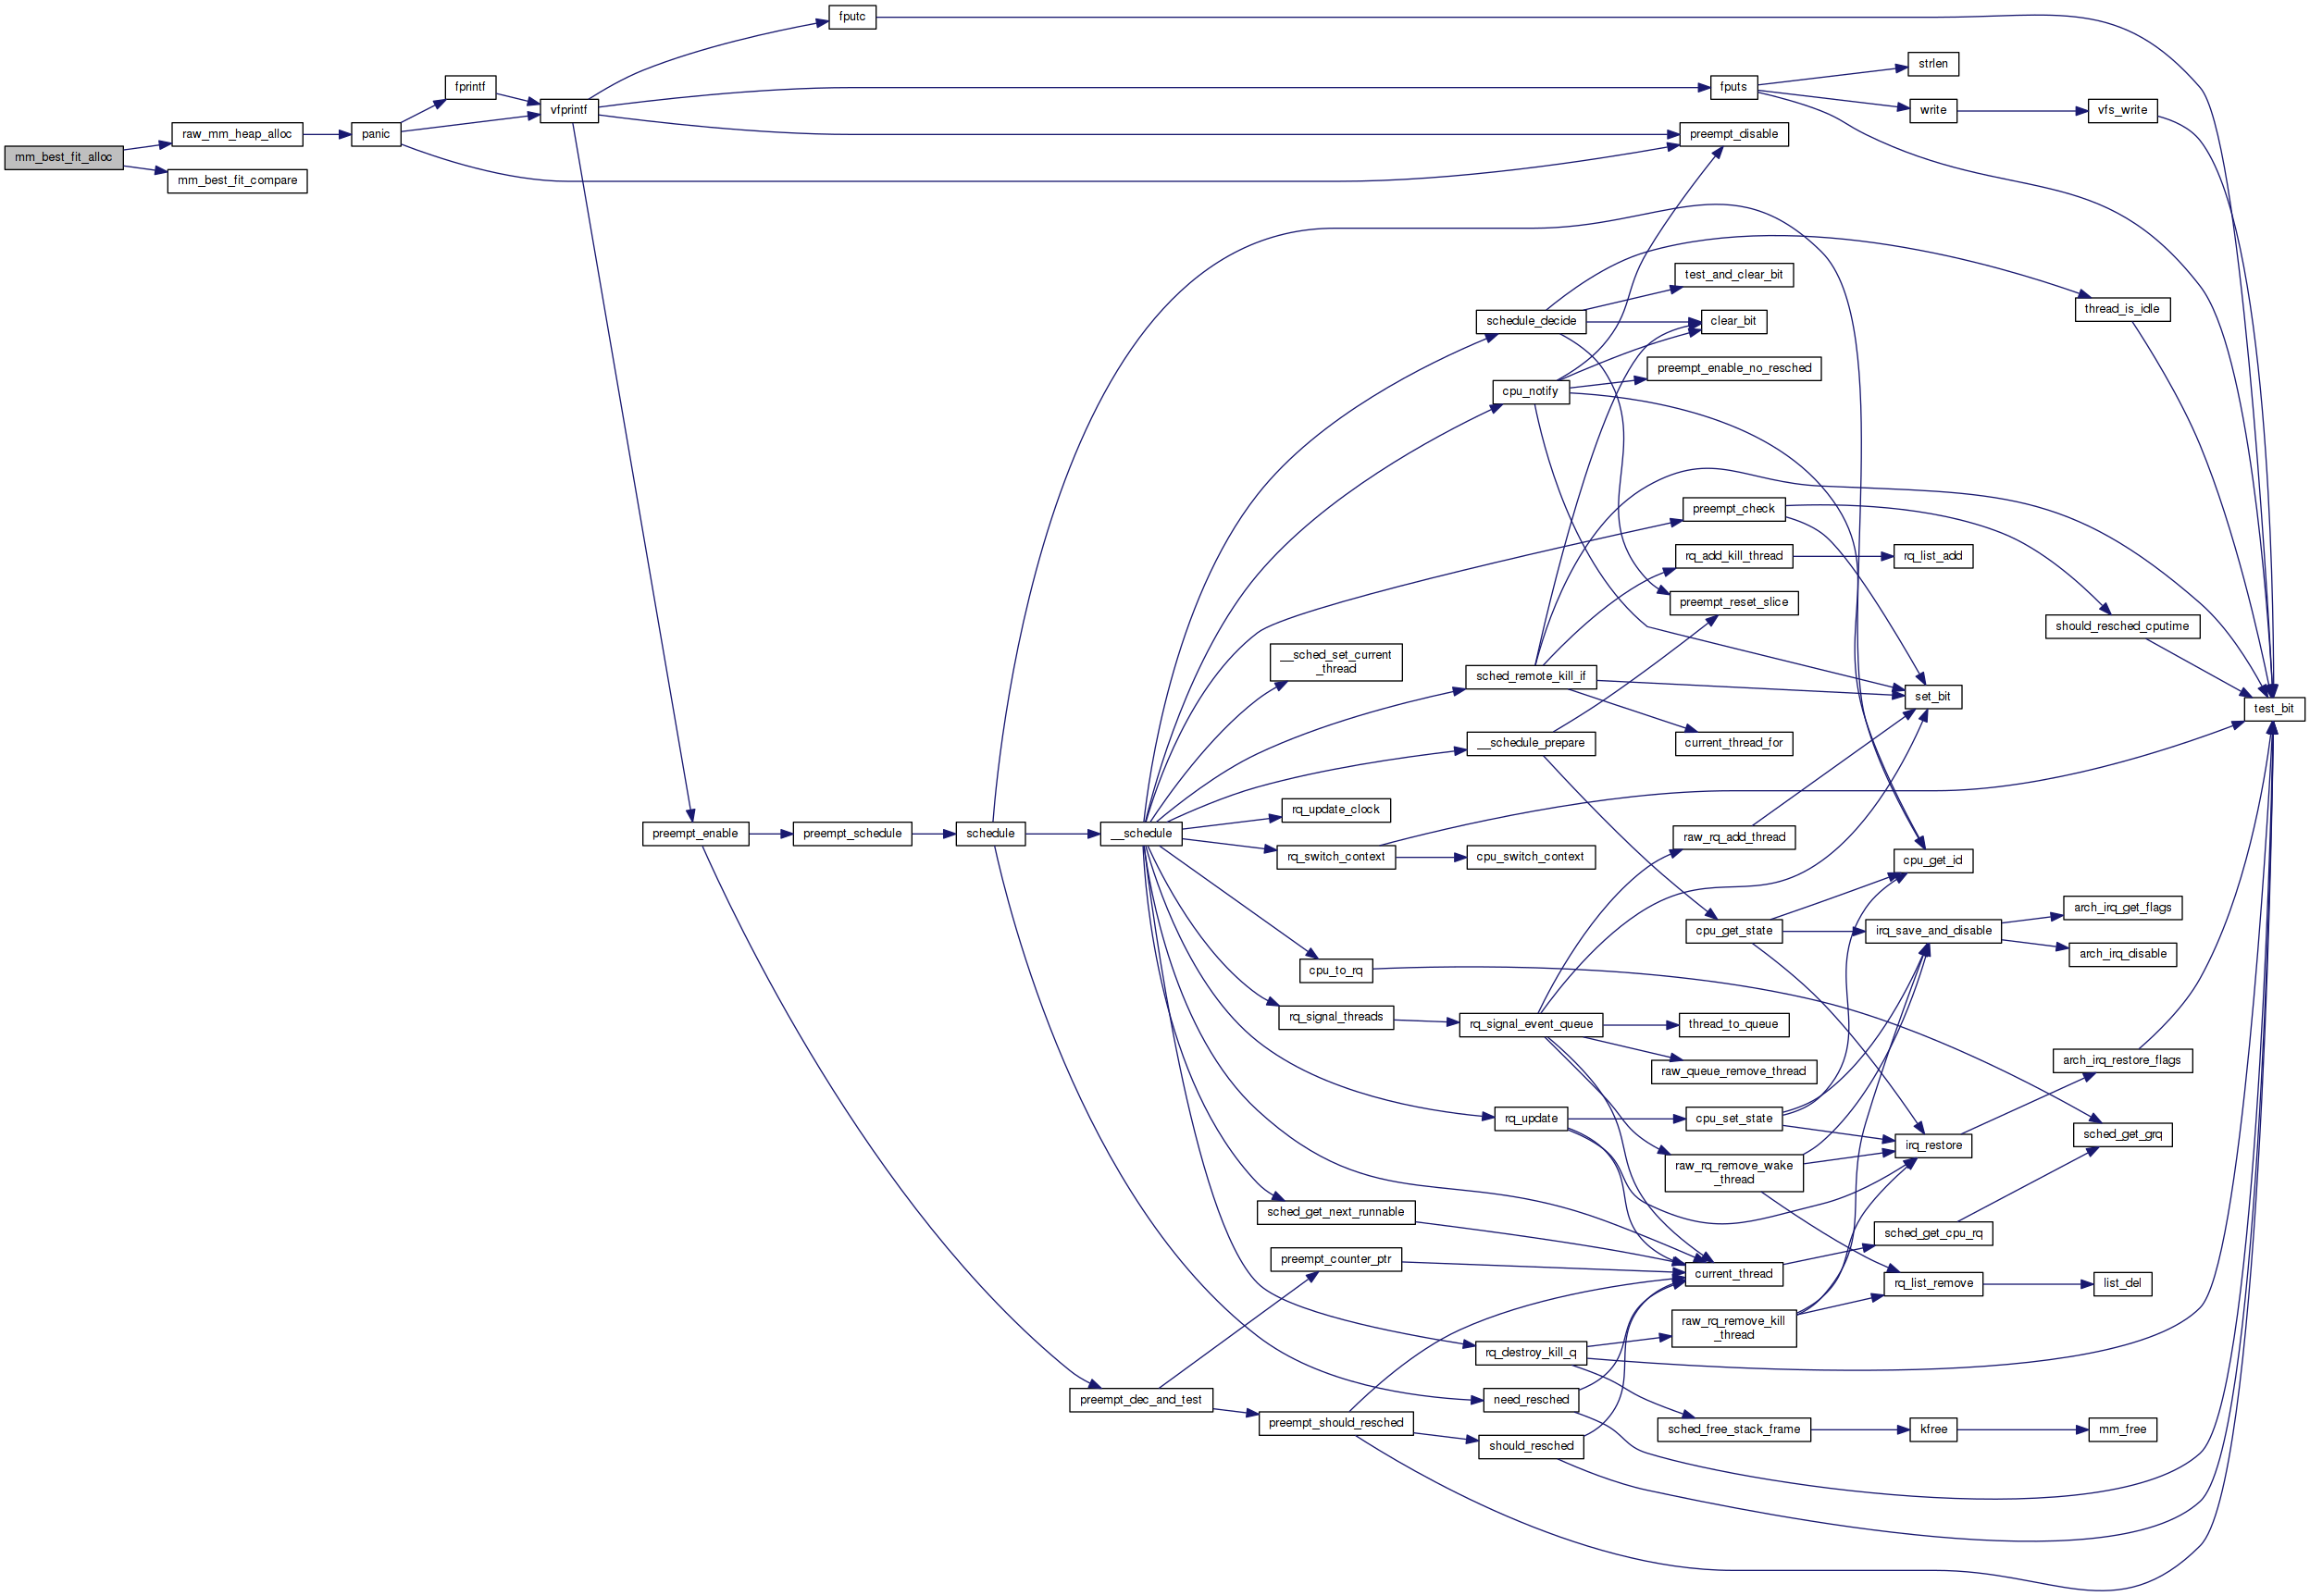 fputc
strlen
fprintf
fputs
vfprintf
write
vfs_write
raw_mm_heap_alloc
panic
preempt_disable
mm_best_fit_alloc
mm_best_fit_compare
test_and_clear_bit
thread_is_idle
schedule_decide
clear_bit
preempt_enable_no_resched
cpu_notify
preempt_check
rq_add_kill_thread
rq_list_add
preempt_reset_slice
should_resched_cputime
__sched_set_current
_thread
sched_remote_kill_if
set_bit
test_bit
__schedule_prepare
current_thread_for
rq_update_clock
preempt_enable
preempt_schedule
schedule
__schedule
raw_rq_add_thread
rq_switch_context
cpu_switch_context
cpu_get_id
arch_irq_get_flags
cpu_get_state
irq_save_and_disable
arch_irq_disable
cpu_to_rq
rq_signal_threads
rq_signal_event_queue
thread_to_queue
arch_irq_restore_flags
raw_queue_remove_thread
rq_update
cpu_set_state
sched_get_grq
irq_restore
raw_rq_remove_wake
_thread
sched_get_next_runnable
sched_get_cpu_rq
preempt_counter_ptr
current_thread
rq_list_remove
list_del
raw_rq_remove_kill
_thread
rq_destroy_kill_q
preempt_dec_and_test
need_resched
preempt_should_resched
sched_free_stack_frame
kfree
mm_free
should_resched